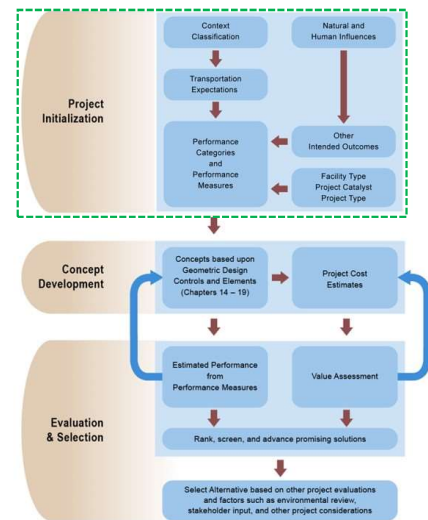 Project
Initialization
Context
Classification
Natural and
Human Influences
Transportation
Expectations
Performance
Categories
and
Performance
Measures
Other
Intended Outcomes
Facility Type
Project Catalyst
Project Type
Concept
Development
Concepts based upon
Geometric Design
Controls and Elements
(Chapters 14 – 19)
Project Cost
Estimates
Evaluation
& Selection
Estimated Performance
from
Performance Measures
Value Assessment
Rank, screen, and advance promising solutions
Select Alternative based on other project evaluations
and factors such as environmental review,
stakeholder input, and other project considerations